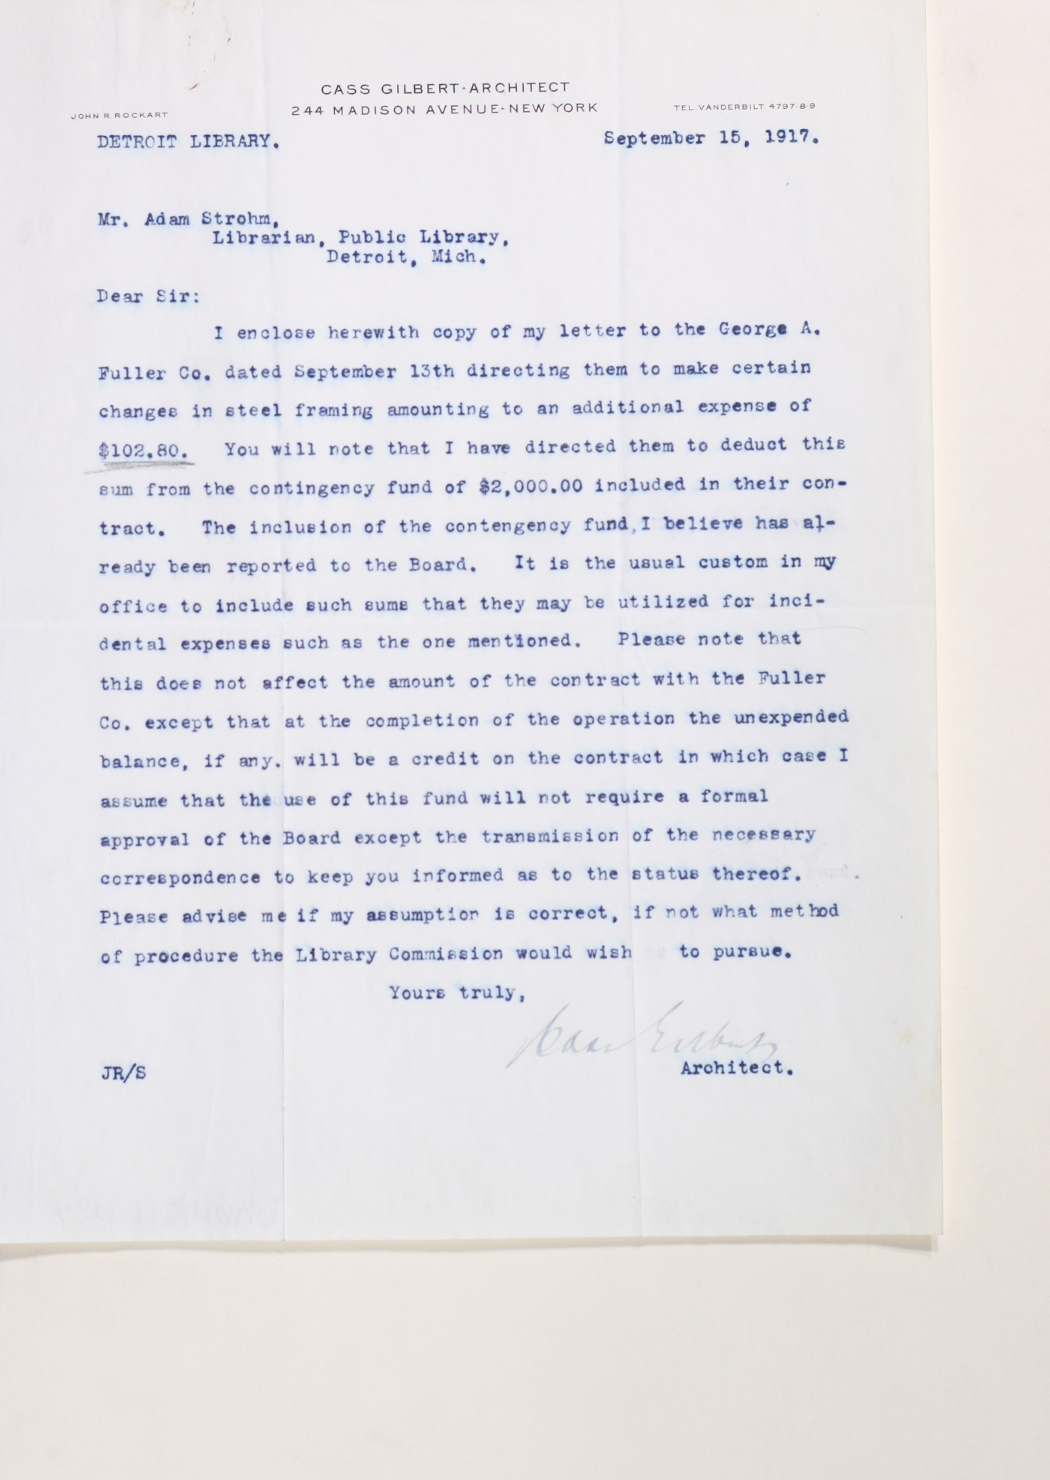 CASS GILBERT·ARCHITECT
244 MADISON AVENUE·NEW YORK
JOHN R. ROCKART
TEL. VANDERBILT 4797-8-9
DETROIT LIBRARY.
September 15, 1917.
Mr. Adam Strohm,
Librarian, Public Library,
Detroit, Mich.
Dear Sir:
I enclose herewith copy of my letter to the George A.
Fuller Co. dated September 13th directing them to make certain
changes in steel framing amounting to an additional expense of
$102.80. You will note that I have directed them to deduct this
sum from the contingency fund of $2,000.00 included in their con-
tract. The inclusion of the contengency fund, I believe has al-
ready been reported to the Board. It is the usual custom in my
office to include such sums that they may be utilized for inci-
dental expenses such as the one mentioned. Please note that
this does not affect the amount of the contract with the Fuller
Co. except that at the completion of the operation the unexpended
balance, if any. will be a credit on the contract in which case I
assume that the use of this fund will not require a formal
approval of the Board except the transmission of the necessary
correspondence to keep you informed as to the status thereof.
Please advise me if my assumption is correct, if not what method
of procedure the Library Commission would wish to pursue.
Yours truly,
Cass Gilbert
Architect.
JR/S